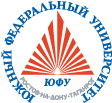 ЮЖНЫЙ ФЕДЕРАЛЬНЫЙ УНИВЕРСИТЕТ
ЮФУ
РОСТОВ-НА-ДОНУ-ТАГАНРОГ